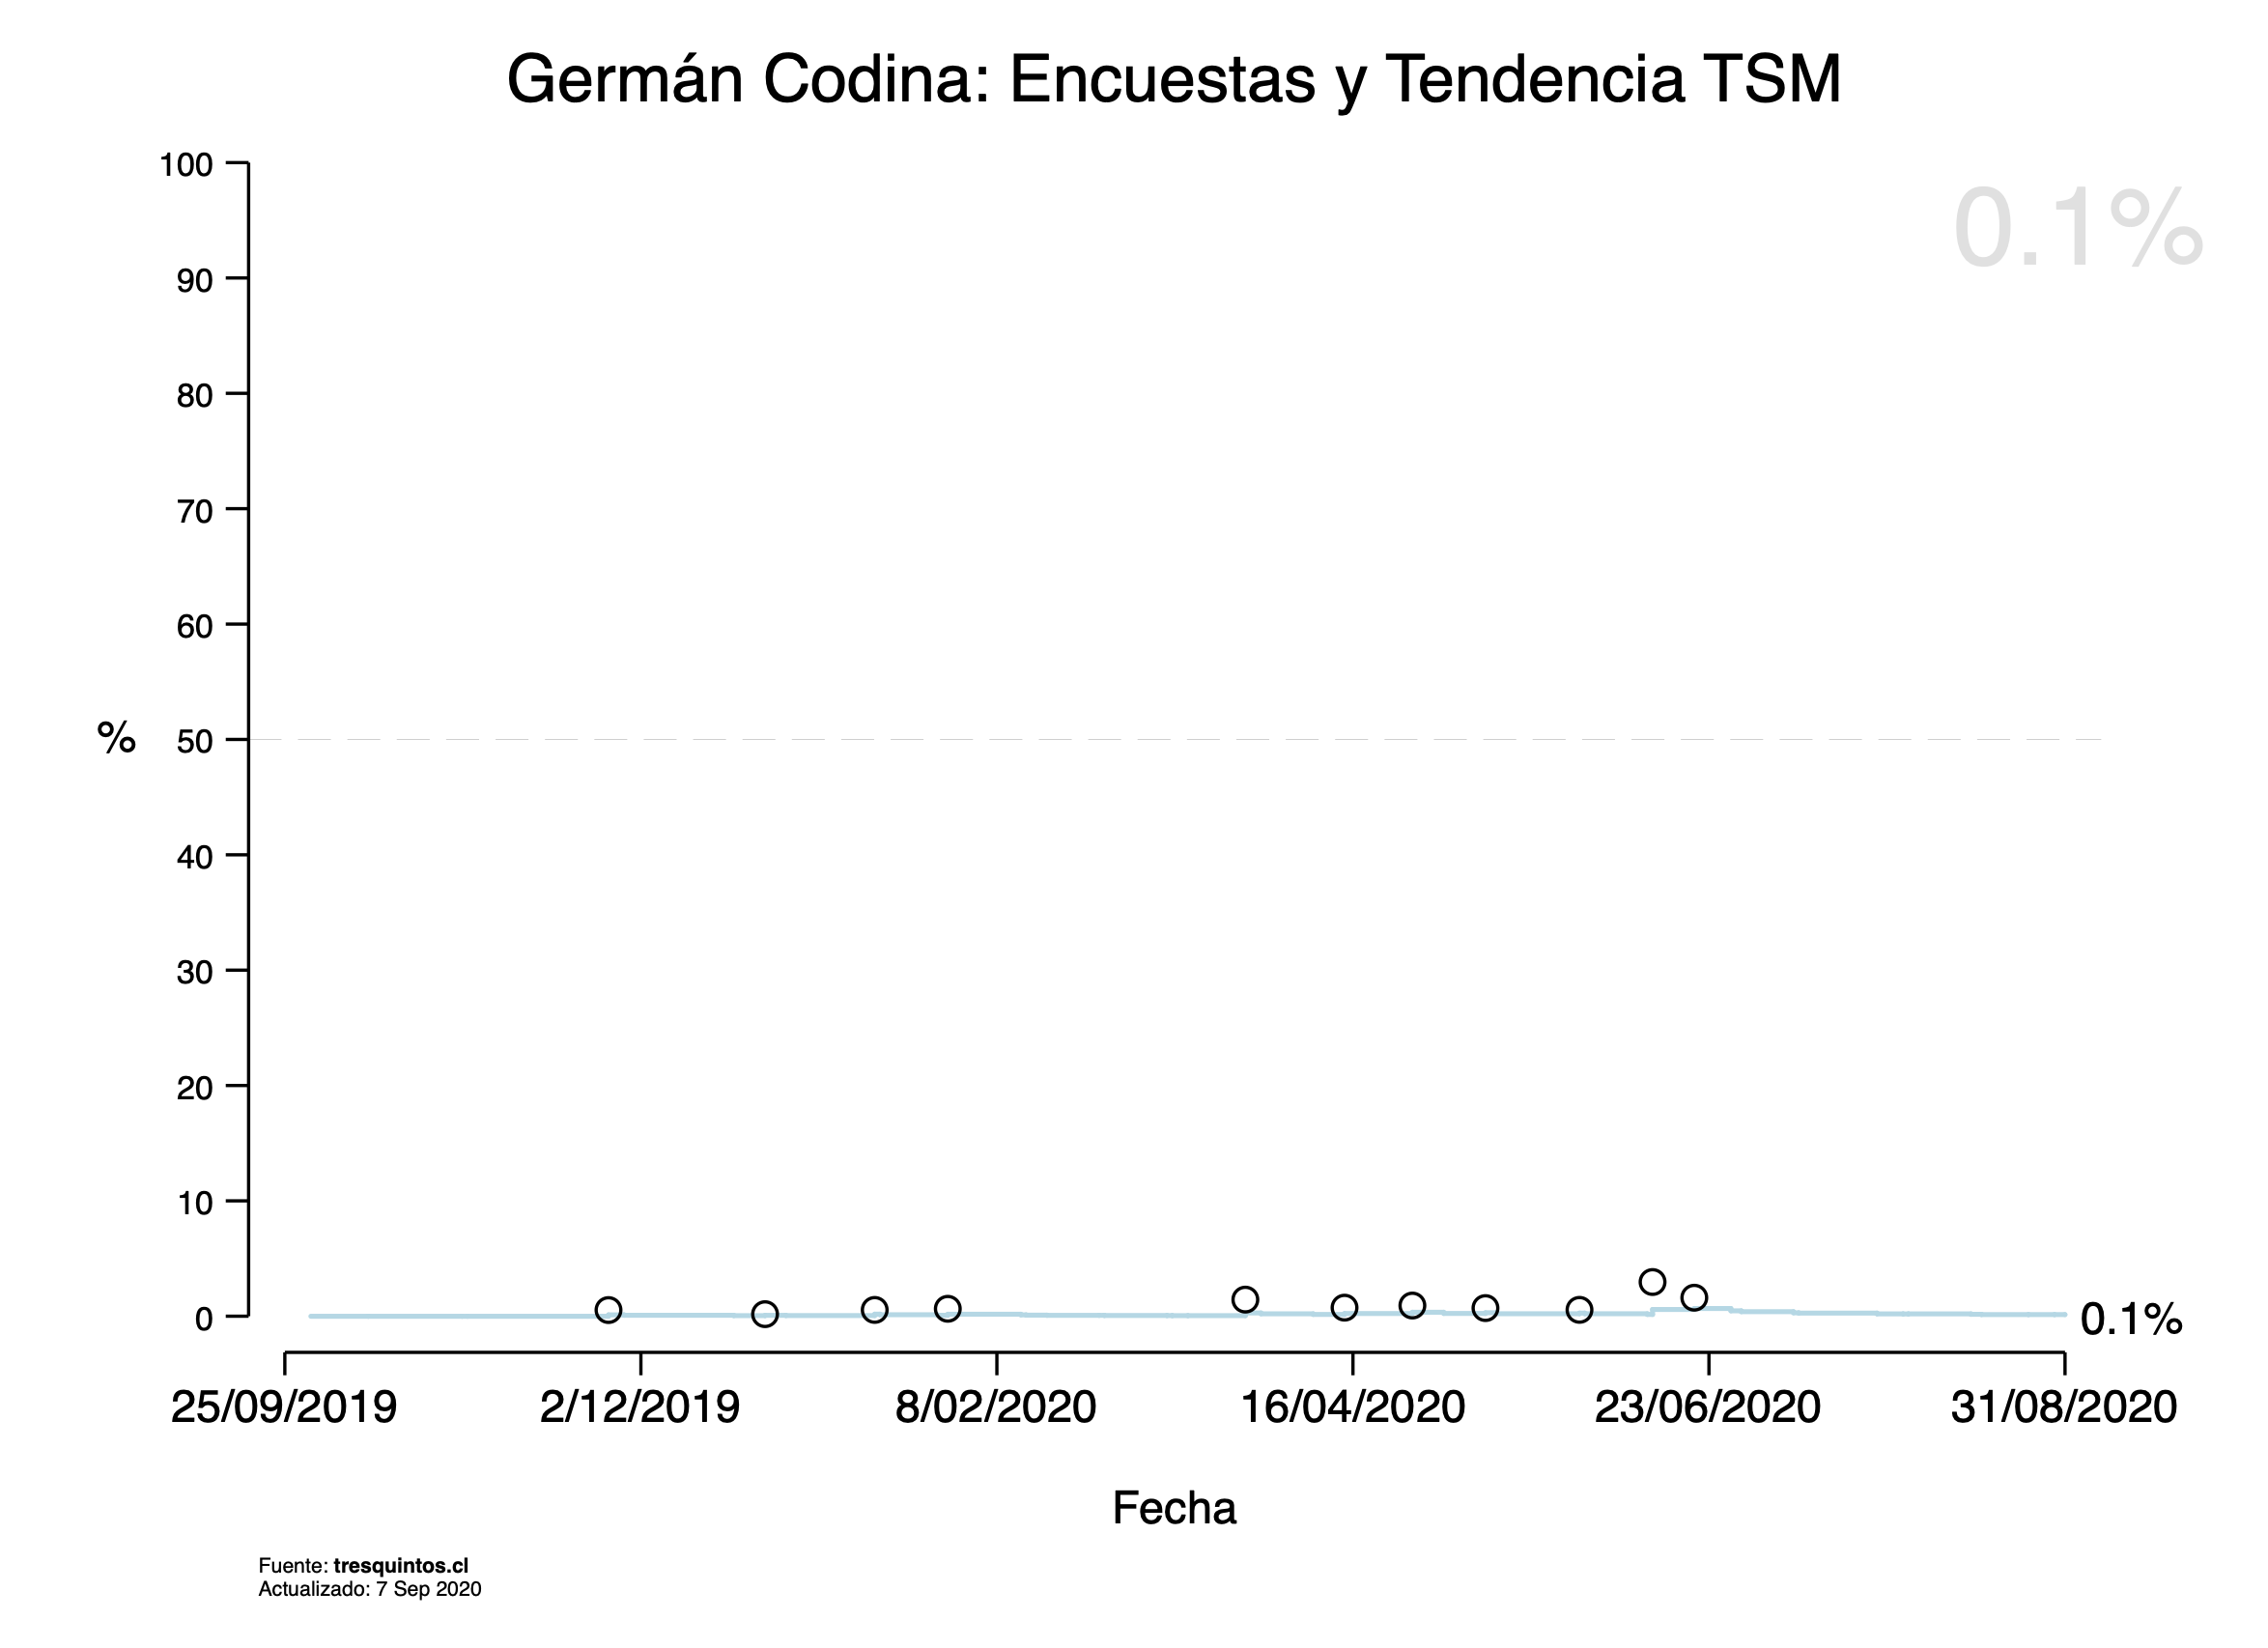 Germán Codina: Encuestas y Tendencia TSM
100
0.1%
90
80
70
60
% 50
40
30
20
10
0
0.1%
25/09/2019 2/12/2019 8/02/2020 16/04/2020 23/06/2020 31/08/2020
Fecha
Fuente: tresquintos.cl
Actualizado: 7 Sep 2020